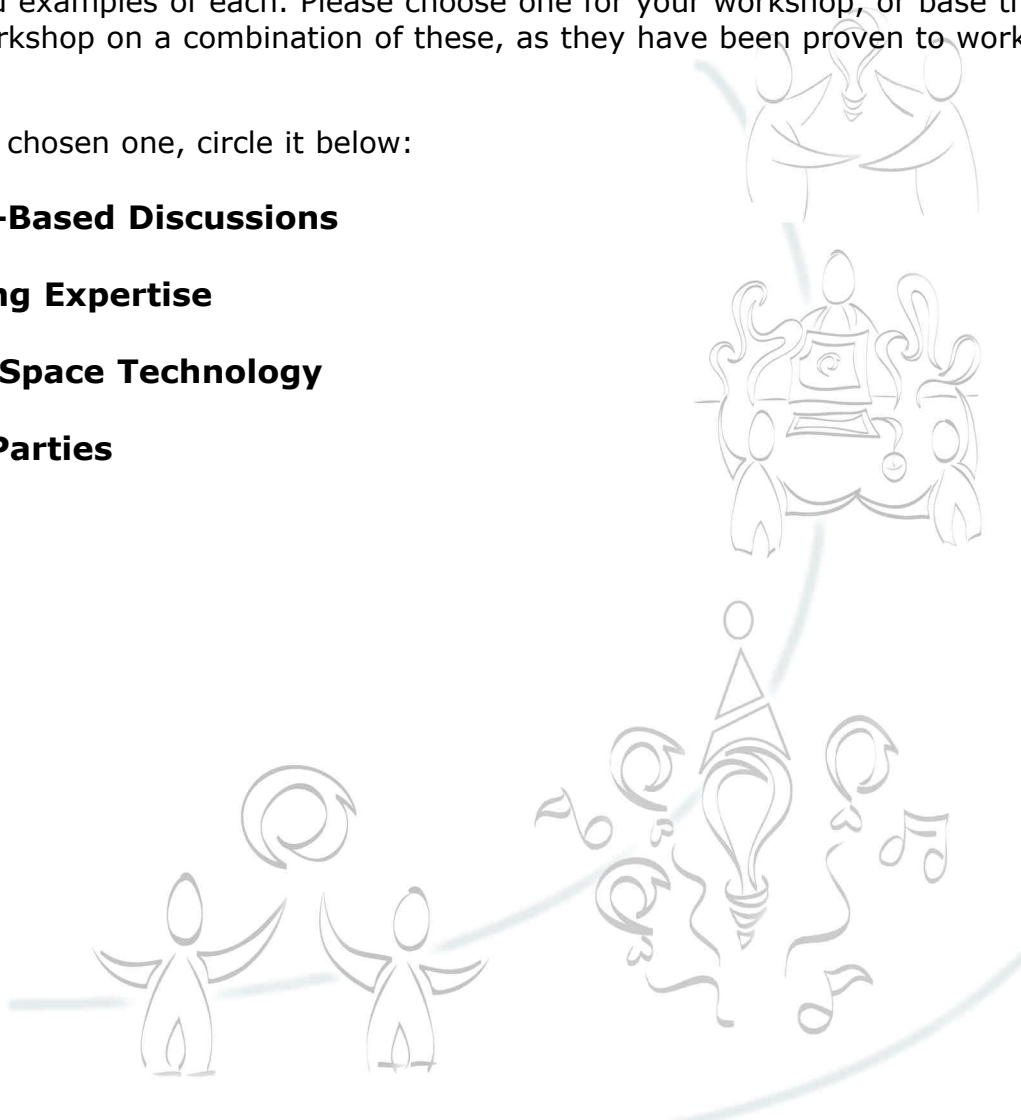 examples of each. Please choose one for your workshop, or base
rkshop on a combination of these, as they have been proven to work
chosen one, circle it below:
-Based Discussions
ng Expertise
Space Technology
Parties